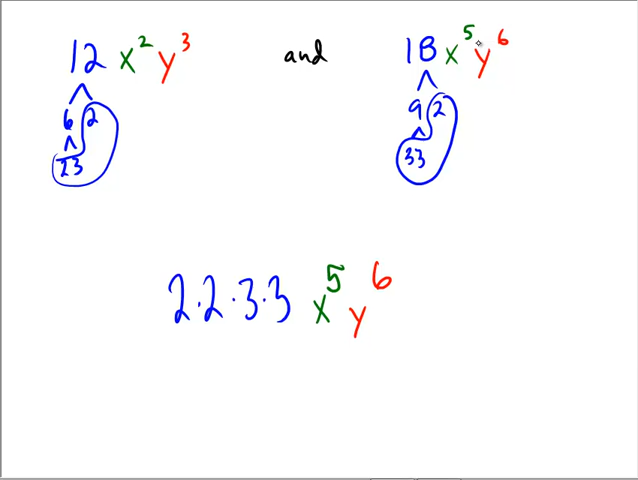 12 x² y³ and 18 x⁵ y⁶
6 2 9 2
2 3 3 3
2·2·3·3 x⁵ y⁶